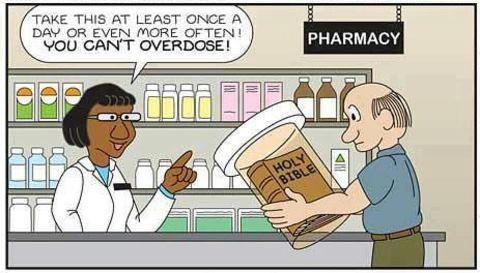 TAKE THIS AT LEAST ONCE A
DAY OR EVEN MORE OFTEN!
YOU CAN'T OVERDOSE!
PHARMACY
HOLY
BIBLE